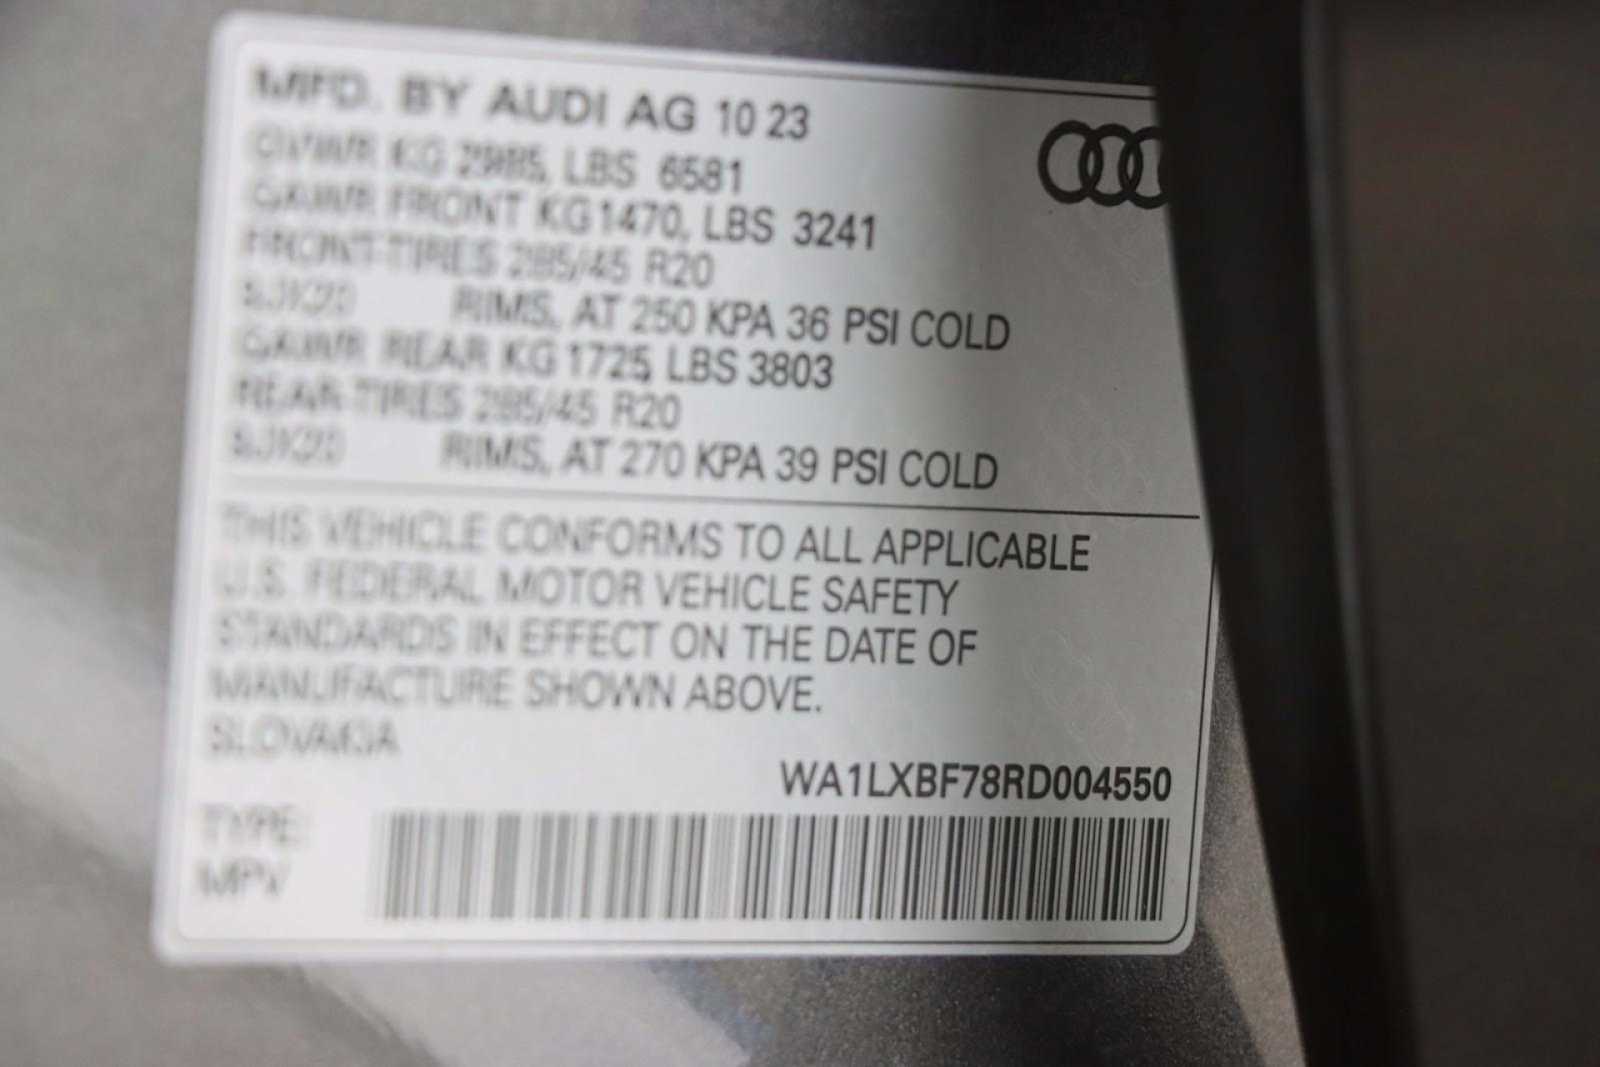 MFD. BY AUDI AG 10 23
GVWR KG 2985, LBS 6581
GAWR FRONT KG 1470, LBS 3241
FRONT-TIRES 285/45 R20
9JX20 RIMS, AT 250 KPA 36 PSI COLD
GAWR REAR KG 1725, LBS 3803
REAR-TIRES 285/45 R20
9JX20 RIMS, AT 270 KPA 39 PSI COLD
THIS VEHICLE CONFORMS TO ALL APPLICABLE
U.S. FEDERAL MOTOR VEHICLE SAFETY
STANDARDS IN EFFECT ON THE DATE OF
MANUFACTURE SHOWN ABOVE.
SLOVAKIA
WA1LXBF78RD004550
TYPE:
MPV